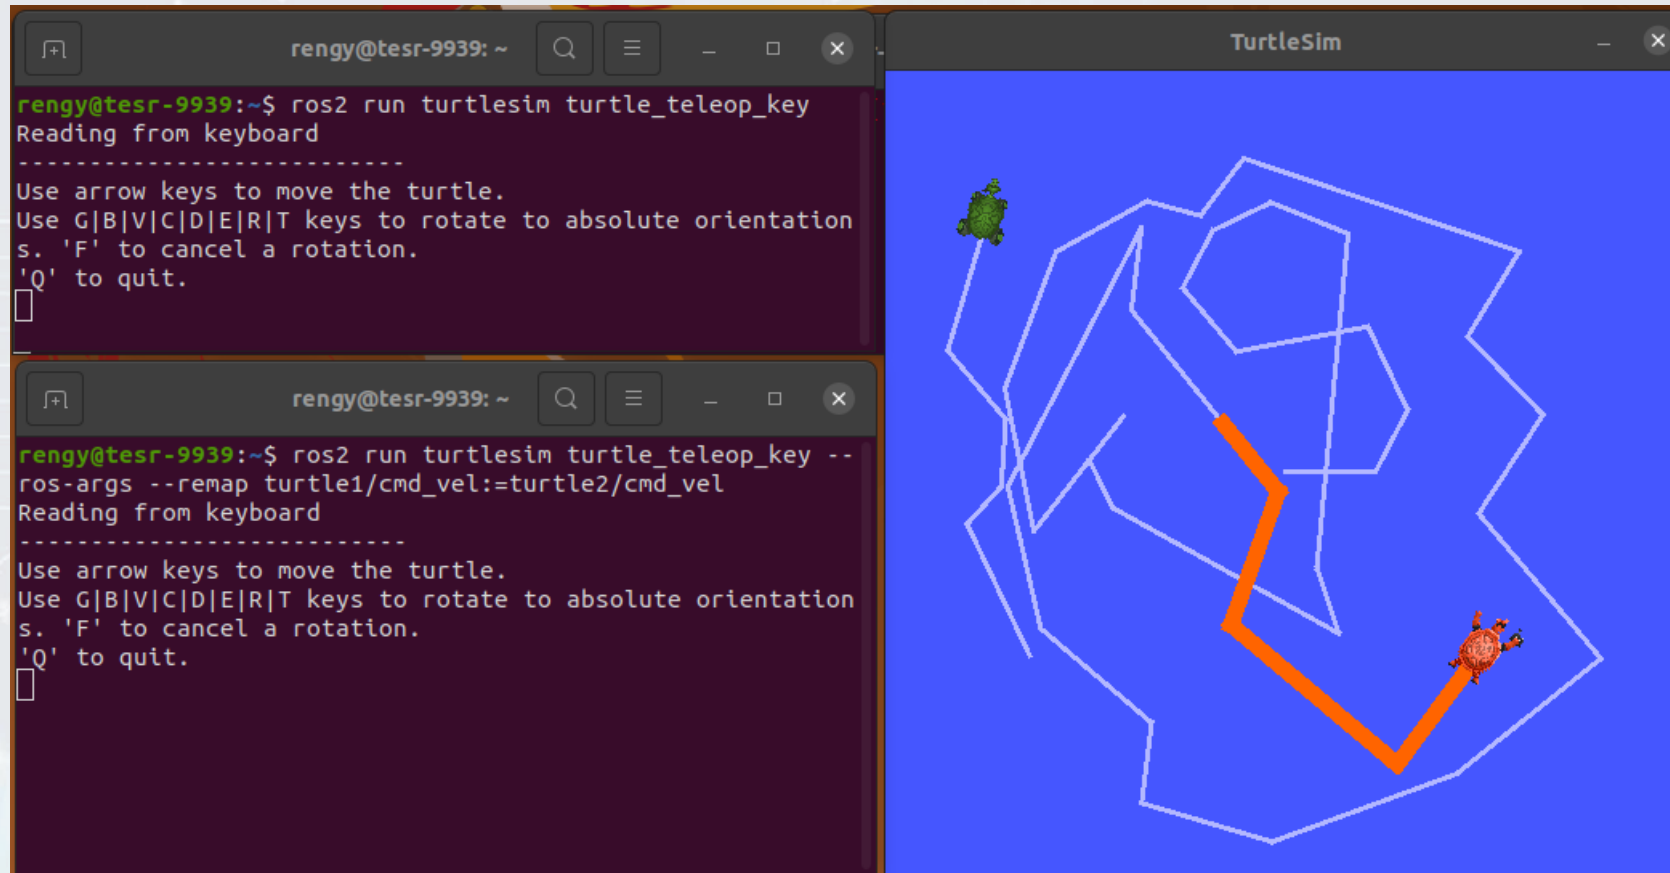 rengy@tesr-9939: ~
rengy@tesr-9939:~$ ros2 run turtlesim turtle_teleop_key
Reading from keyboard
---------------------------
Use arrow keys to move the turtle.
Use G|B|V|C|D|E|R|T keys to rotate to absolute orientation
s. 'F' to cancel a rotation.
'Q' to quit.
rengy@tesr-9939: ~
rengy@tesr-9939:~$ ros2 run turtlesim turtle_teleop_key --
ros-args --remap turtle1/cmd_vel:=turtle2/cmd_vel
Reading from keyboard
---------------------------
Use arrow keys to move the turtle.
Use G|B|V|C|D|E|R|T keys to rotate to absolute orientation
s. 'F' to cancel a rotation.
'Q' to quit.
TurtleSim